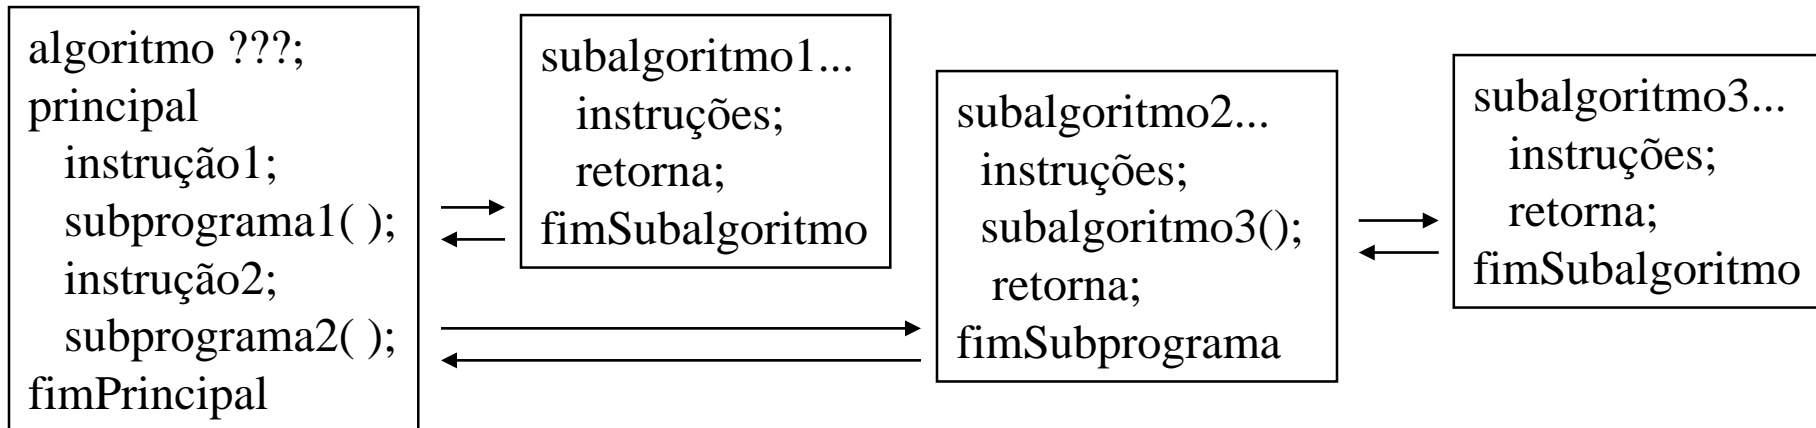 algoritmo ???;
principal
instrução1;
subprograma1( );
instrução2;
subprograma2( );
fimPrincipal
subalgoritmo1...
instruções;
retorna;
fimSubalgoritmo
subalgoritmo2...
instruções;
subalgoritmo3();
retorna;
fimSubprograma
subalgoritmo3...
instruções;
retorna;
fimSubalgoritmo